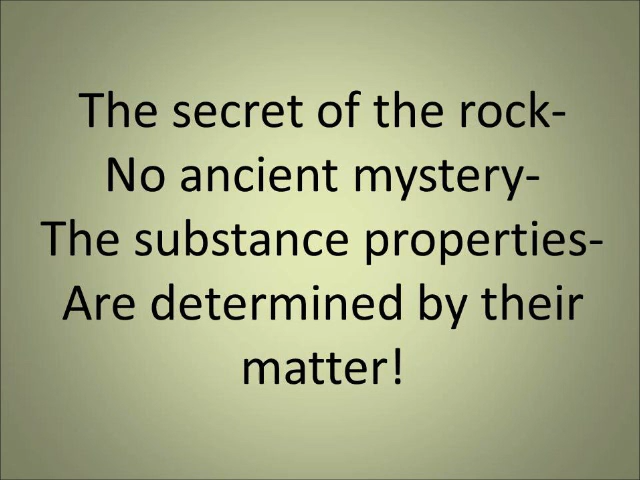 The secret of the rock-
No ancient mystery-
The substance properties-
Are determined by their
matter!